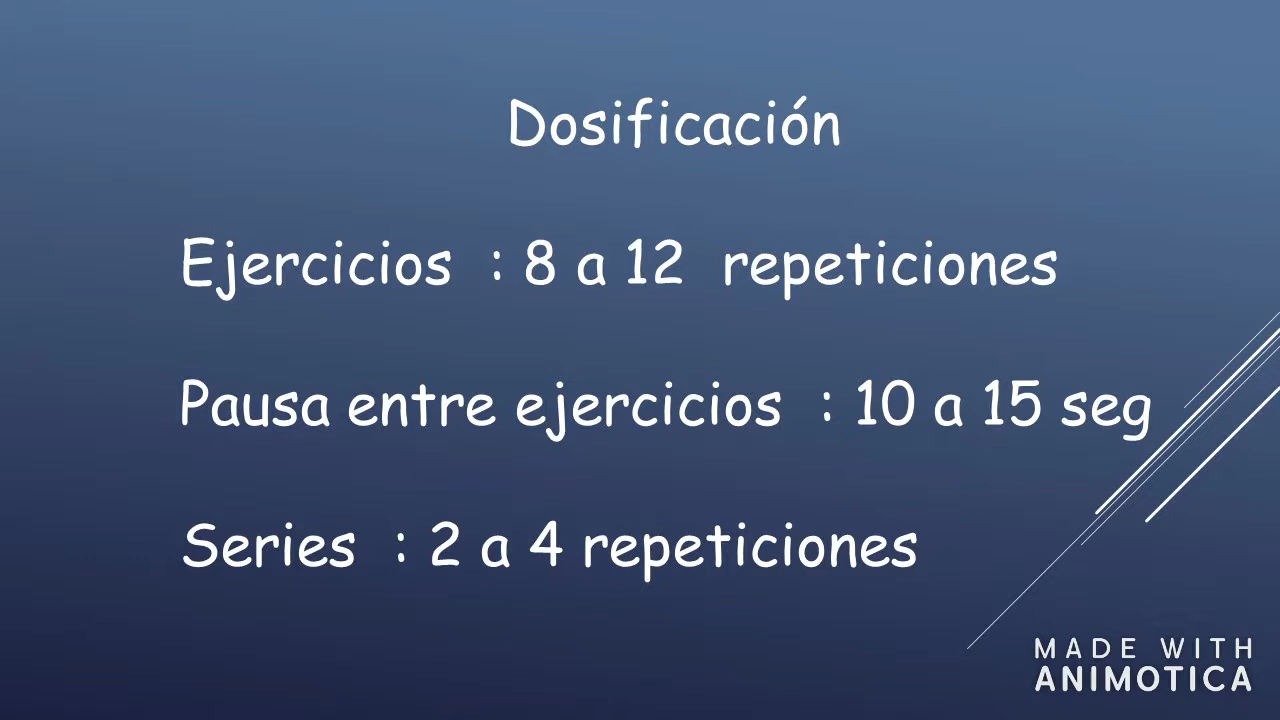 Dosificación
Ejercicios : 8 a 12 repeticiones
Pausa entre ejercicios : 10 a 15 seg
Series : 2 a 4 repeticiones
MADE WITH
ANIMOTICA